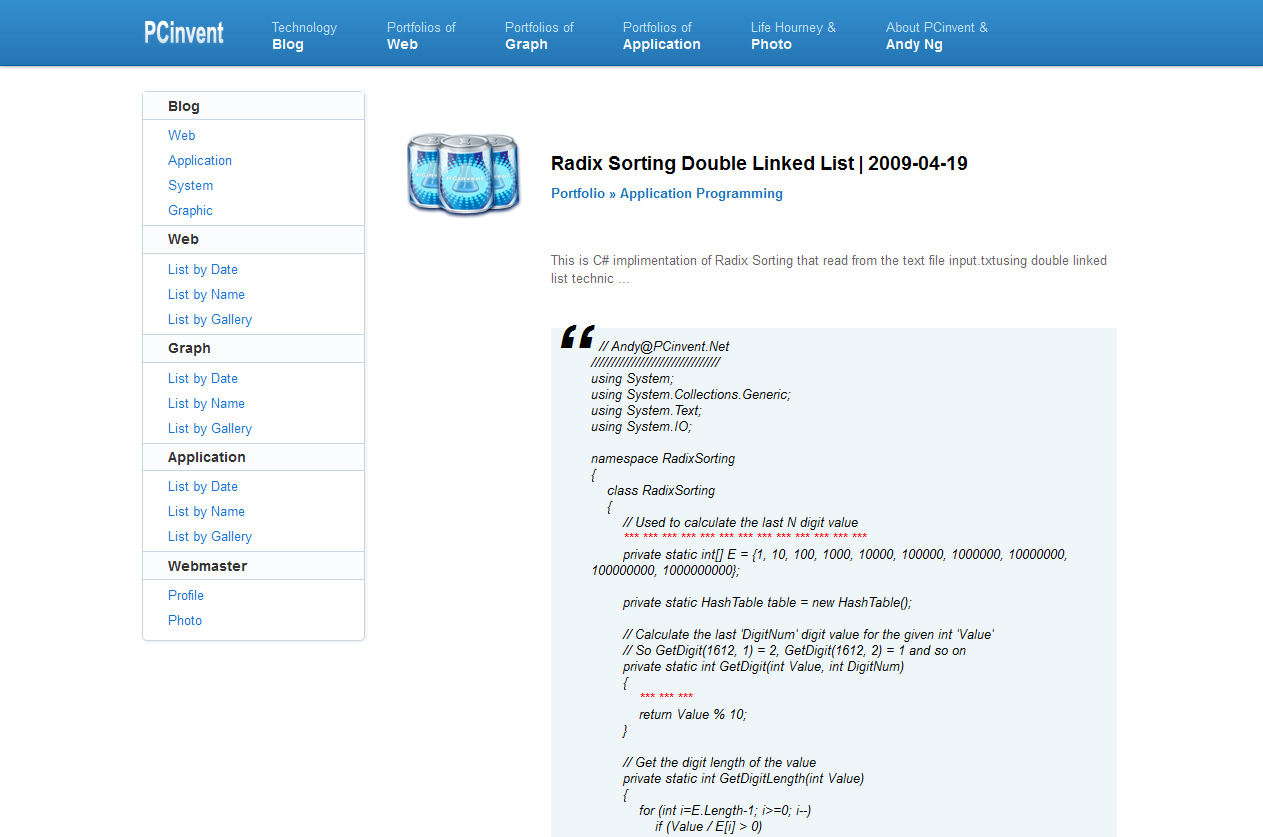 PCinvent
Technology
Blog
Portfolios of
Web
Portfolios of
Graph
Portfolios of
Application
Life Hourney &
Photo
About PCinvent &
Andy Ng
Blog
Web
Application
System
Graphic
Web
List by Date
List by Name
List by Gallery
Graph
List by Date
List by Name
List by Gallery
Application
List by Date
List by Name
List by Gallery
Webmaster
Profile
Photo
Radix Sorting Double Linked List | 2009-04-19
Portfolio » Application Programming
This is C# implimentation of Radix Sorting that read from the text file input.txtusing double linked
list technic ...
“ // Andy@PCinvent.Net
//////////////////////////////////
using System;
using System.Collections.Generic;
using System.Text;
using System.IO;
namespace RadixSorting
{
class RadixSorting
{
// Used to calculate the last N digit value
*** *** *** *** *** *** *** *** *** *** *** *** ***
private static int[] E = {1, 10, 100, 1000, 10000, 100000, 1000000, 10000000,
100000000, 1000000000};
private static HashTable table = new HashTable();
// Calculate the last 'DigitNum' digit value for the given int 'Value'
// So GetDigit(1612, 1) = 2, GetDigit(1612, 2) = 1 and so on
private static int GetDigit(int Value, int DigitNum)
{
*** *** ***
return Value % 10;
}
// Get the digit length of the value
private static int GetDigitLength(int Value)
{
for (int i=E.Length-1; i>=0; i--)
if (Value / E[i] > 0)